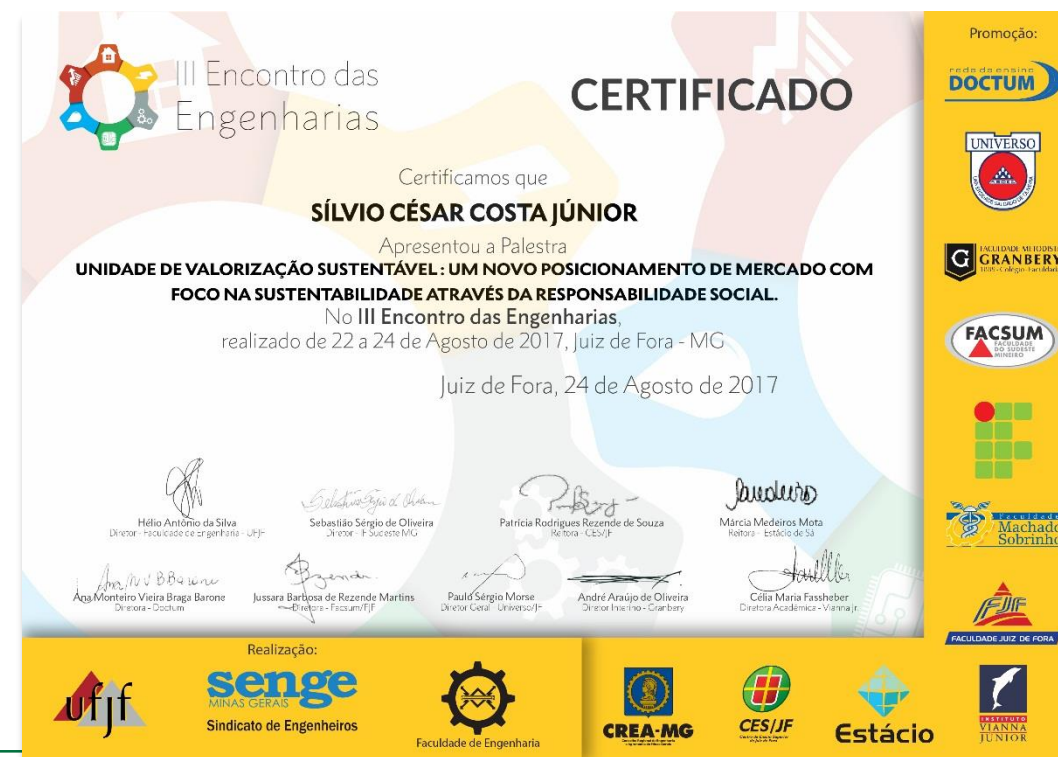 III Encontro das
Engenharias
CERTIFICADO
Certificamos que
SÍLVIO CÉSAR COSTA JÚNIOR
Apresentou a Palestra
UNIDADE DE VALORIZAÇÃO SUSTENTÁVEL : UM NOVO POSICIONAMENTO DE MERCADO COM
FOCO NA SUSTENTABILIDADE ATRAVÉS DA RESPONSABILIDADE SOCIAL.
No III Encontro das Engenharias,
realizado de 22 a 24 de Agosto de 2017, Juiz de Fora - MG
Juiz de Fora, 24 de Agosto de 2017
Hélio Antônio da Silva
Diretor - Faculdade de Engenharia - UFJF
Sebastião Sérgio de Oliveira
Diretor - IF Sudeste MG
Patrícia Rodrigues Rezende de Souza
Reitora - CES/JF
Márcia Medeiros Mota
Reitora - Estácio de Sá
Ana Monteiro Vieira Braga Barone
Diretora - Doctum
Jussara Barbosa de Rezende Martins
Diretora - Facsum/FJF
Paulo Sérgio Morse
Diretor Geral - Universo/JF
André Araújo de Oliveira
Diretor Interino - Granbery
Célia Maria Fassheber
Diretora Acadêmica - Vianna Jr.
Promoção:
rede de ensino
DOCTUM
UNIVERSO
FACULDADE METODISTA
GRANBERY
FACSUM
FACULDADE
DO SUDESTE
MINEIRO
Faculdade
Machado
Sobrinho
FJF
FACULDADE JUIZ DE FORA
Realização:
ufjf
senge
MINAS GERAIS
Sindicato de Engenheiros
Faculdade de Engenharia
CREA-MG
CES/JF
Estácio
INSTITUTO
VIANNA
JUNIOR